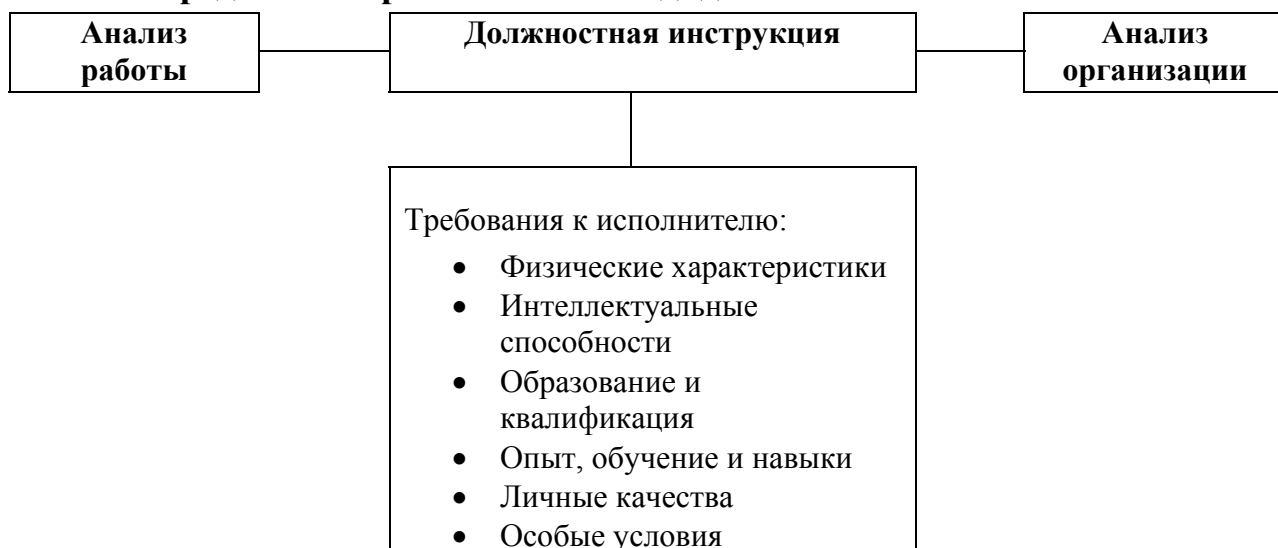 Анализ
работы
Должностная инструкция
Анализ
организации
Требования к исполнителю:
• Физические характеристики
• Интеллектуальные
способности
• Образование и
квалификация
• Опыт, обучение и навыки
• Личные качества
• Особые условия